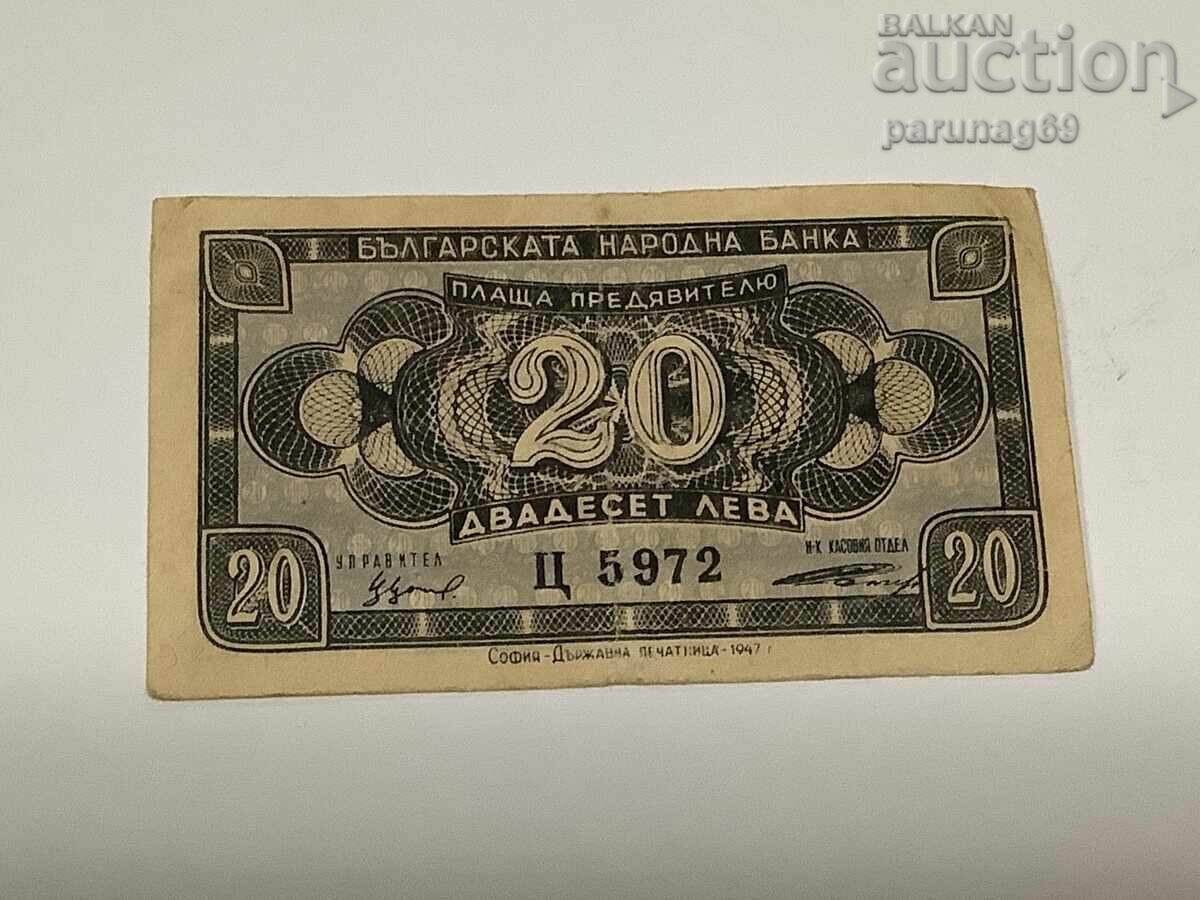 BALKAN
auction
parunag69
БЪЛГАРСКАТА НАРОДНА БАНКА
ПЛАЩА ПРЕДЯВИТЕЛЮ
20
ДВАДЕСЕТ ЛЕВА
УПРАВИТЕЛ
Н-К КАСОВИЯ ОТДЕЛ
Ц 5972
20
20
СОФИЯ - ДЪРЖАВНА ПЕЧАТНИЦА - 1947 г